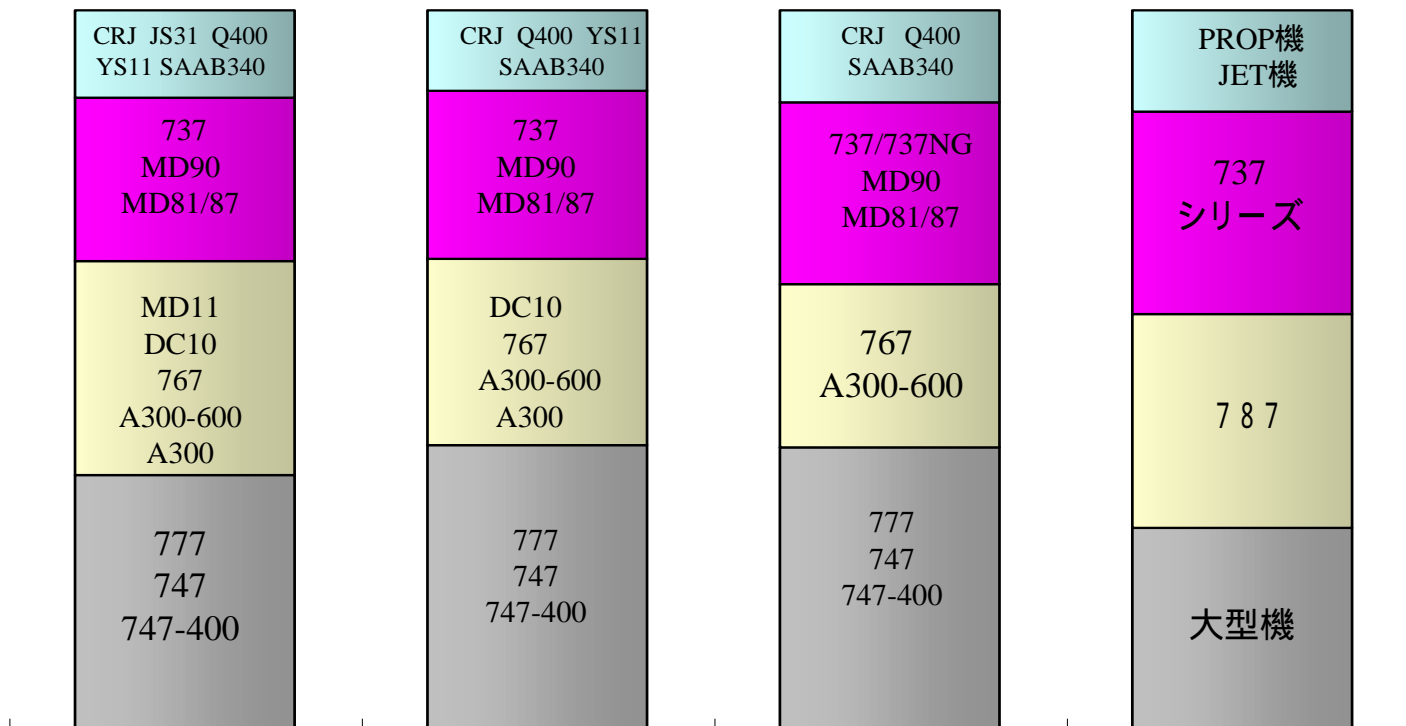 CRJ JS31 Q400
YS11 SAAB340
737
MD90
MD81/87
MD11
DC10
767
A300-600
A300
777
747
747-400
CRJ Q400 YS11
SAAB340
737
MD90
MD81/87
DC10
767
A300-600
A300
777
747
747-400
CRJ Q400
SAAB340
737/737NG
MD90
MD81/87
767
A300-600
777
747
747-400
PROP機
JET機
737
シリーズ
７８７
大型機